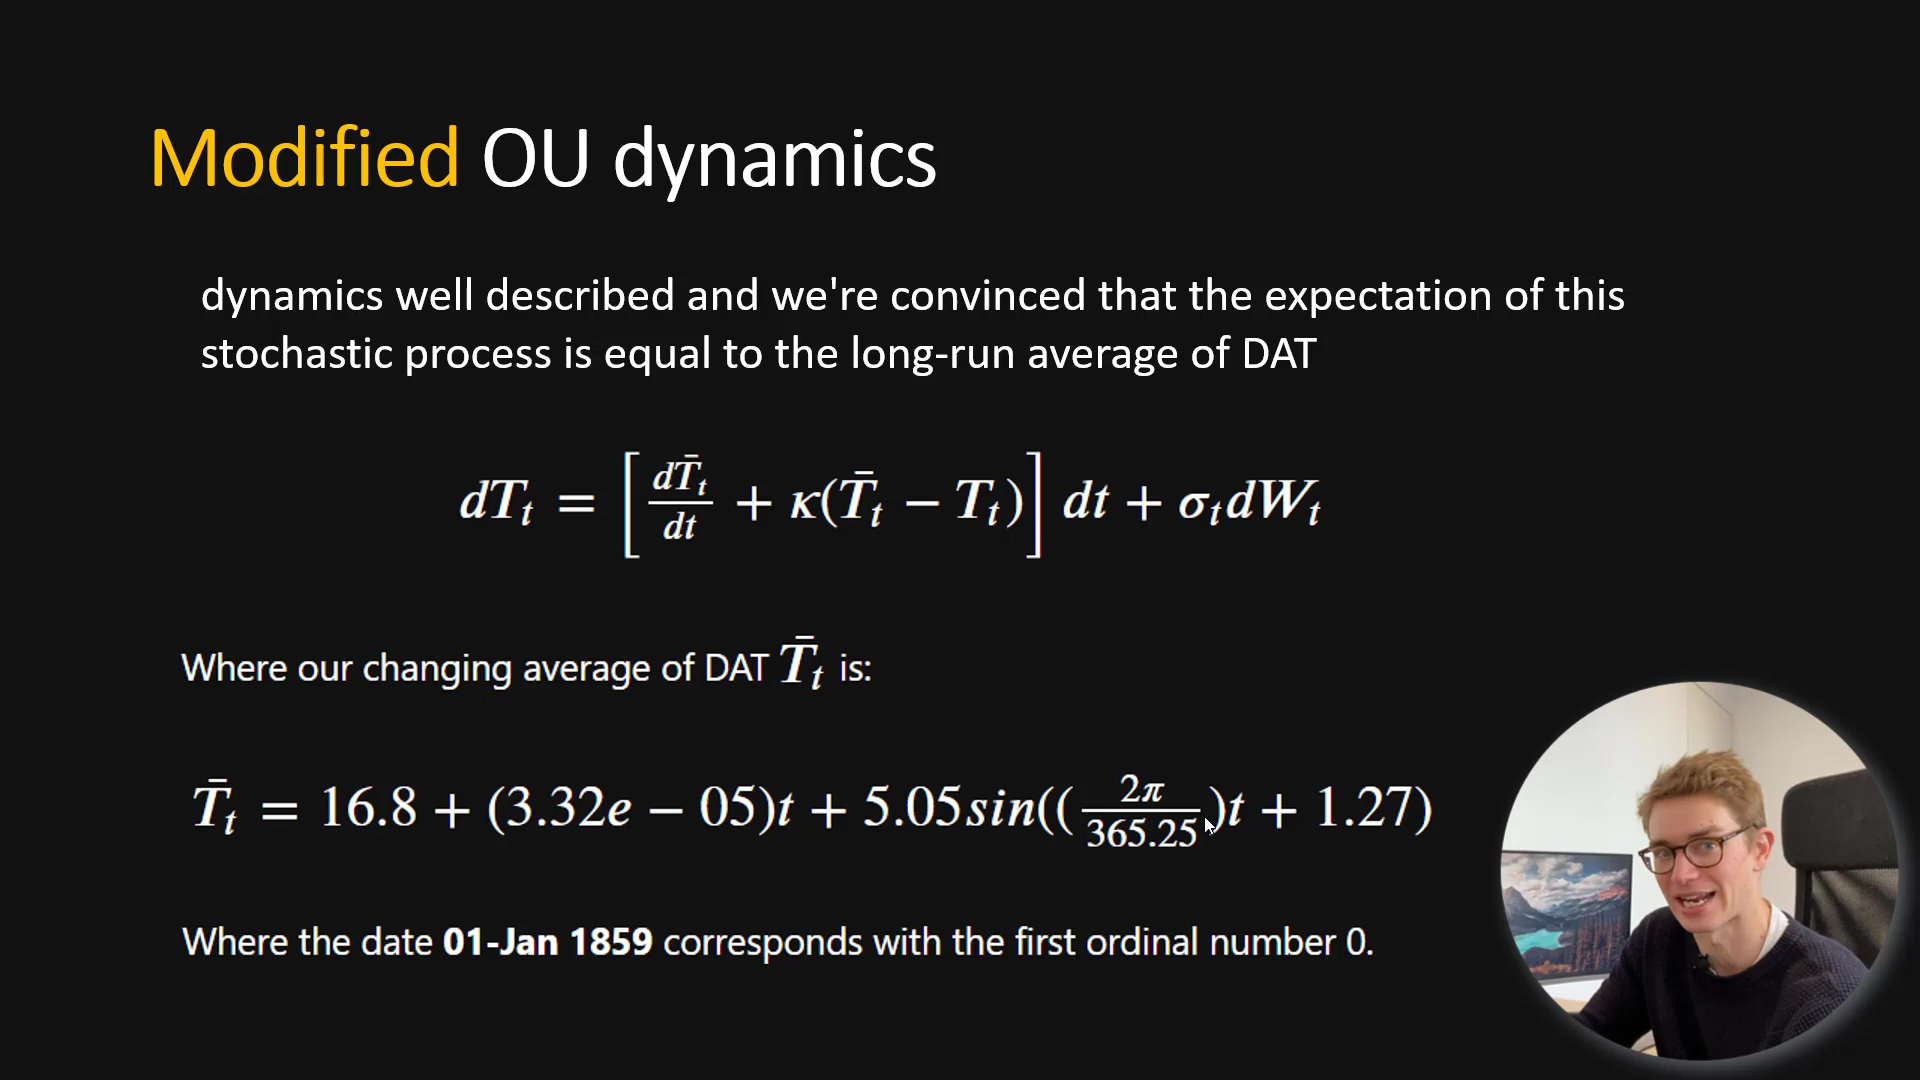 Modified OU dynamics
dynamics well described and we're convinced that the expectation of this
stochastic process is equal to the long-run average of DAT
dT_t = [ dT̄_t/dt + κ(T̄_t − T_t) ] dt + σ_t dW_t
Where our changing average of DAT T̄_t is:
T̄_t = 16.8 + (3.32e − 05)t + 5.05sin((2π/365.25)t + 1.27)
Where the date 01-Jan 1859 corresponds with the first ordinal number 0.